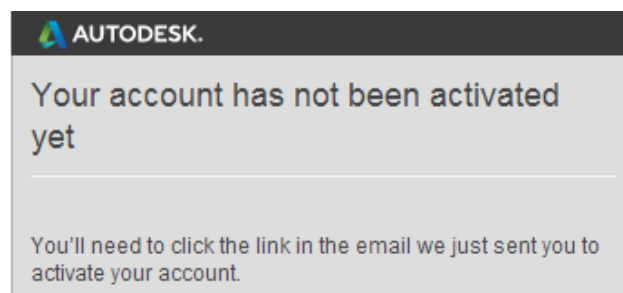 AUTODESK.
Your account has not been activated
yet
You'll need to click the link in the email we just sent you to
activate your account.